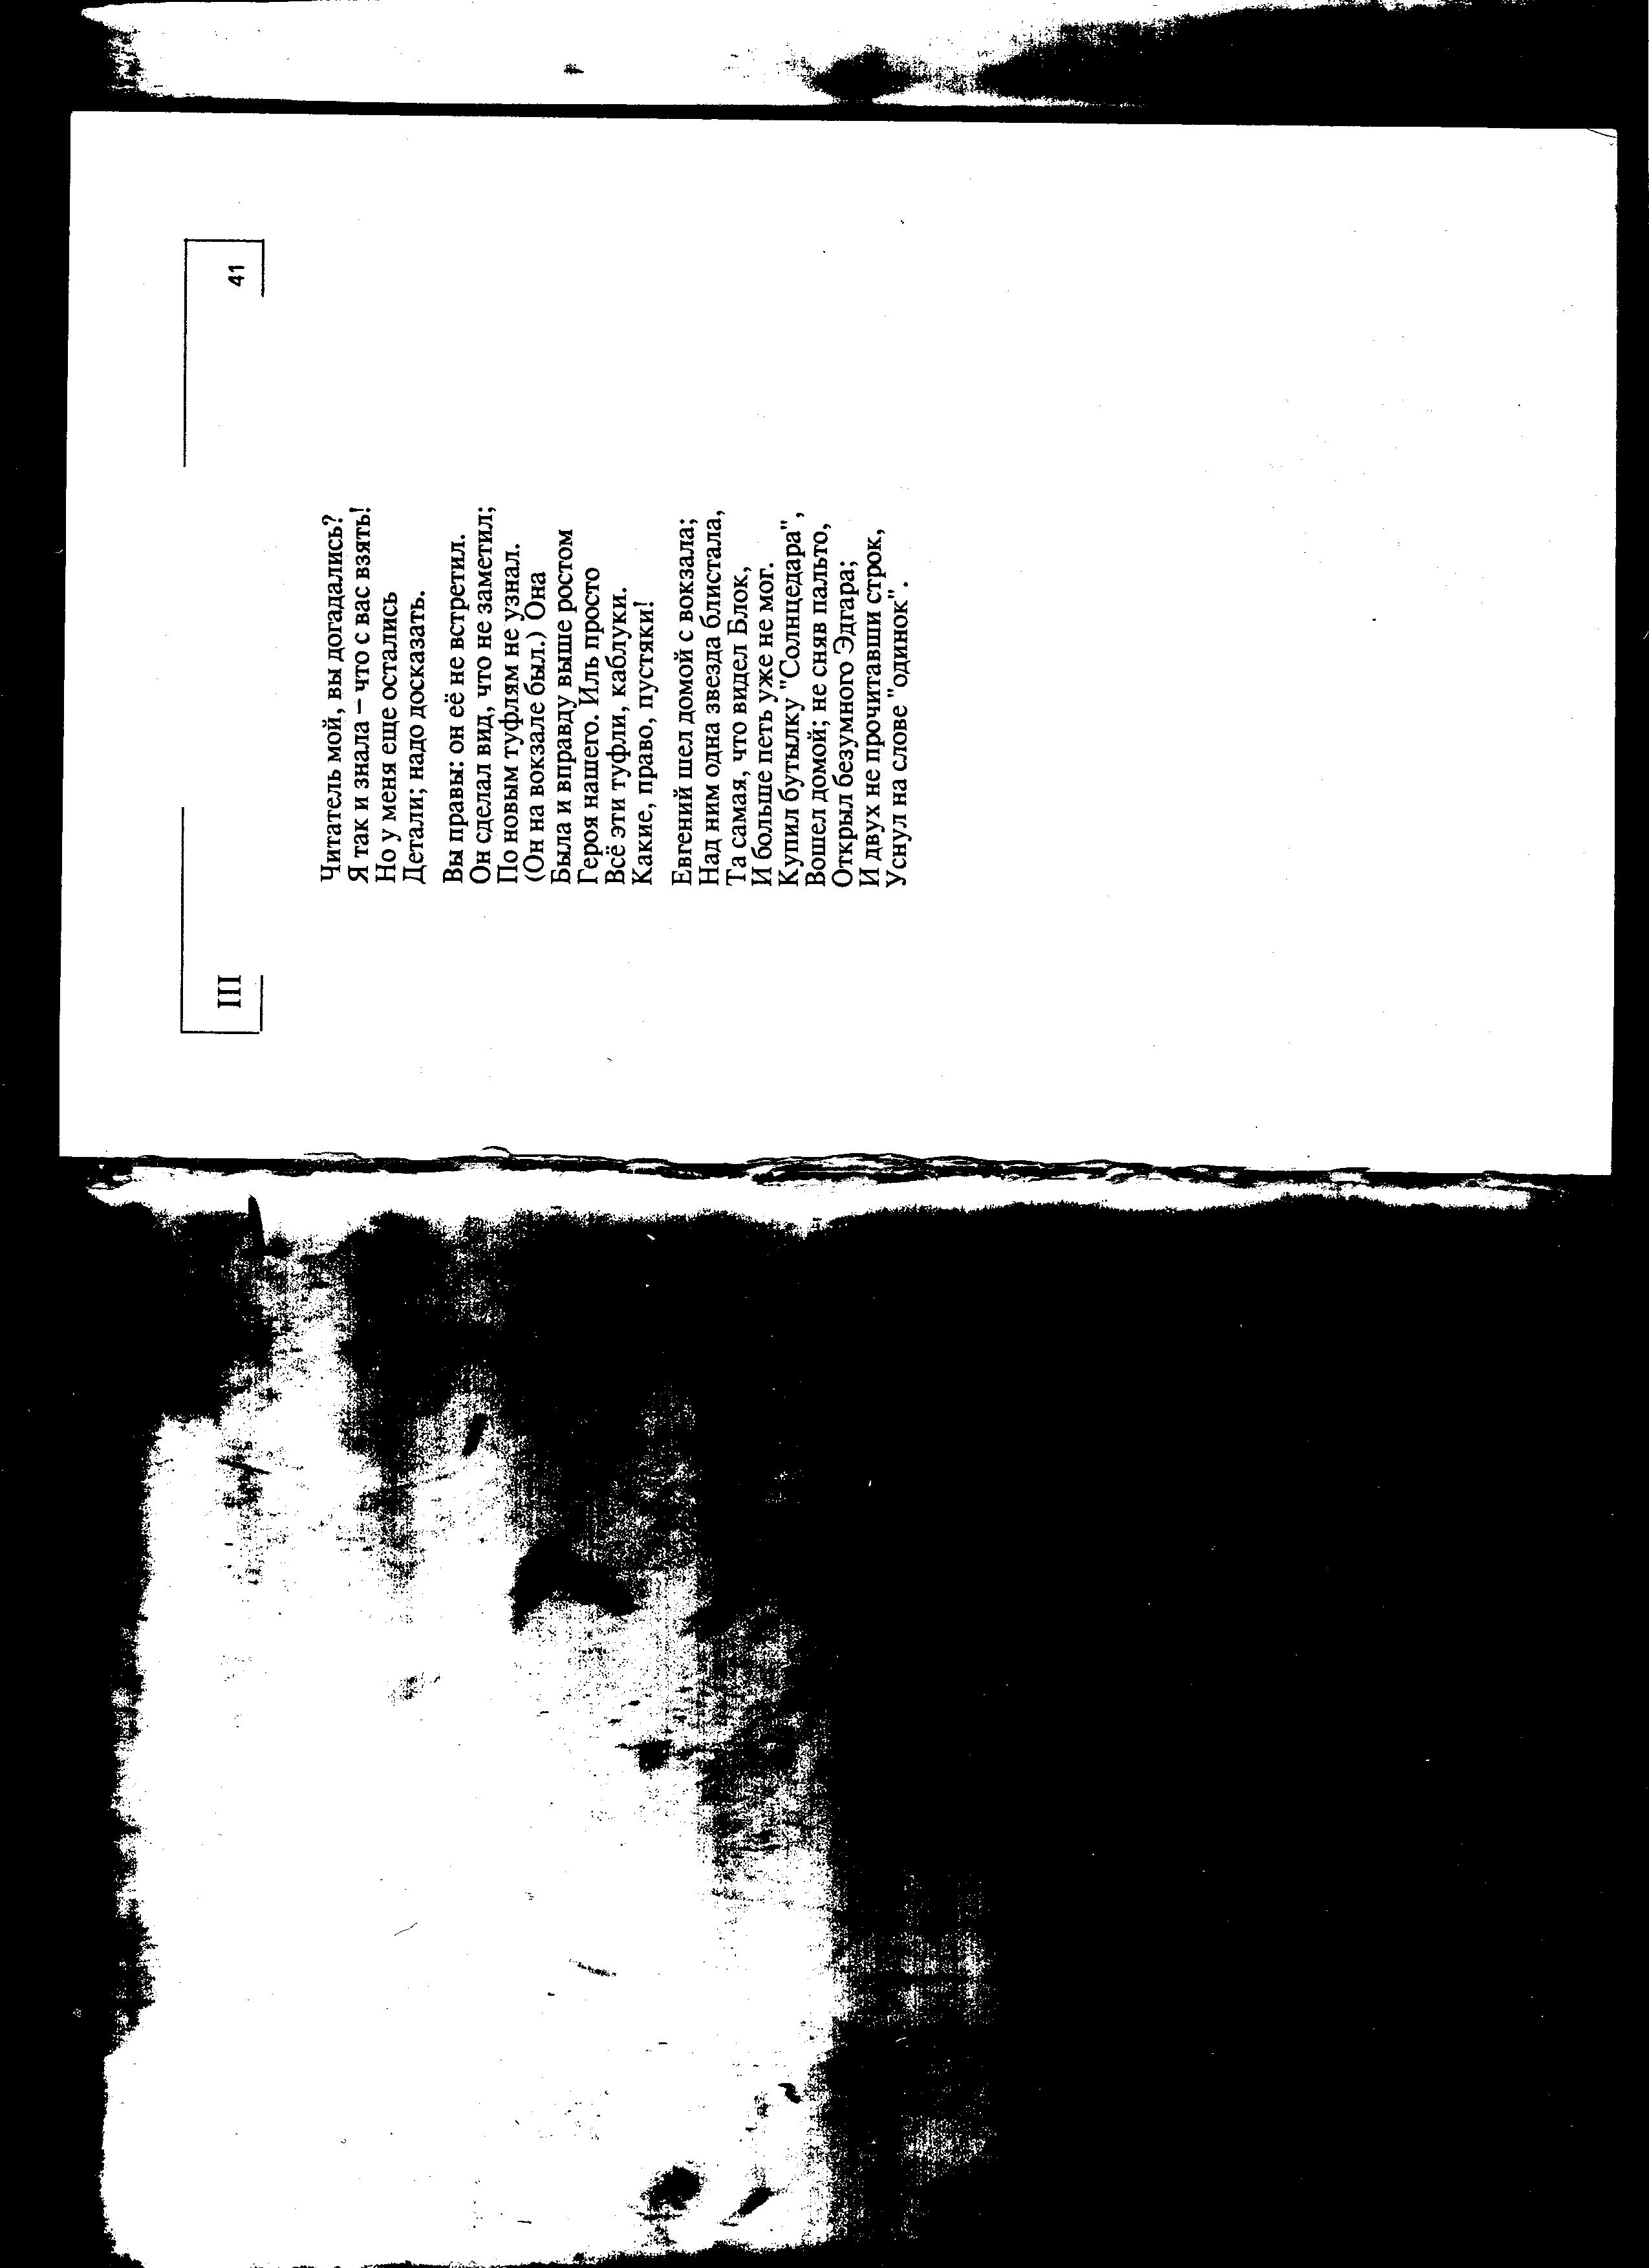 III
41
Читатель мой, вы догадались?
Я так и знала – что с вас взять!
Но у меня еще остались
Детали; надо досказать.
Вы правы: он её не встретил.
Он сделал вид, что не заметил;
По новым туфлям не узнал.
(Он на вокзале был.) Она
Была и вправду выше ростом
Героя нашего. Иль просто
Всё эти туфли, каблуки.
Какие, право, пустяки!
Евгений шел домой с вокзала;
Над ним одна звезда блистала,
Та самая, что видел Блок,
И больше петь уже не мог.
Купил бутылку "Солнцедара",
Вошел домой; не сняв пальто,
Открыл безумного Эдгара;
И двух не прочитавши строк,
Уснул на слове "одинок".